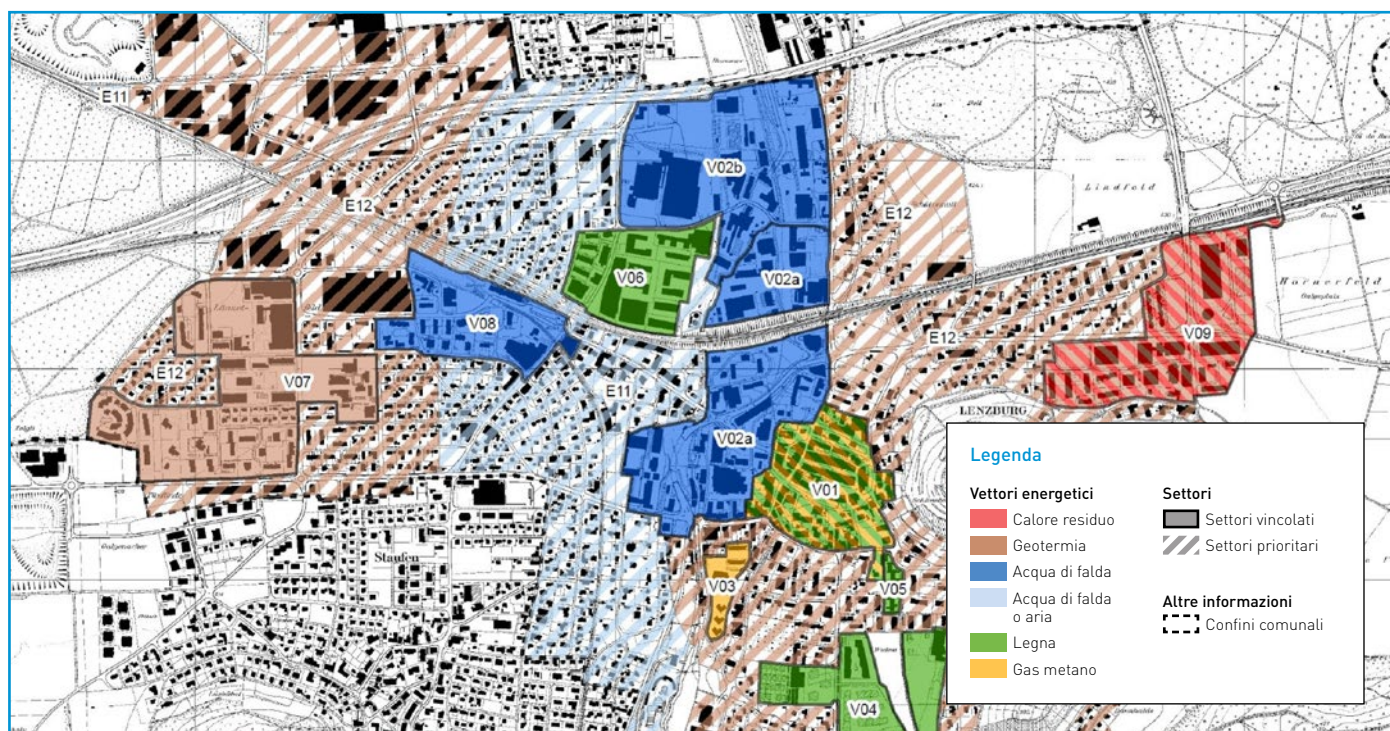 E11
V02b
Lindfeld
E12
E12
V06
V02a
V08
E12
V09
E12
V07
E11
LENZBURG
V02a
V01
Staufen
V03
V05
V04
Legenda
Vettori energetici
Calore residuo
Geotermia
Acqua di falda
Acqua di falda
o aria
Legna
Gas metano
Settori
Settori vincolati
Settori prioritari
Altre informazioni
Confini comunali